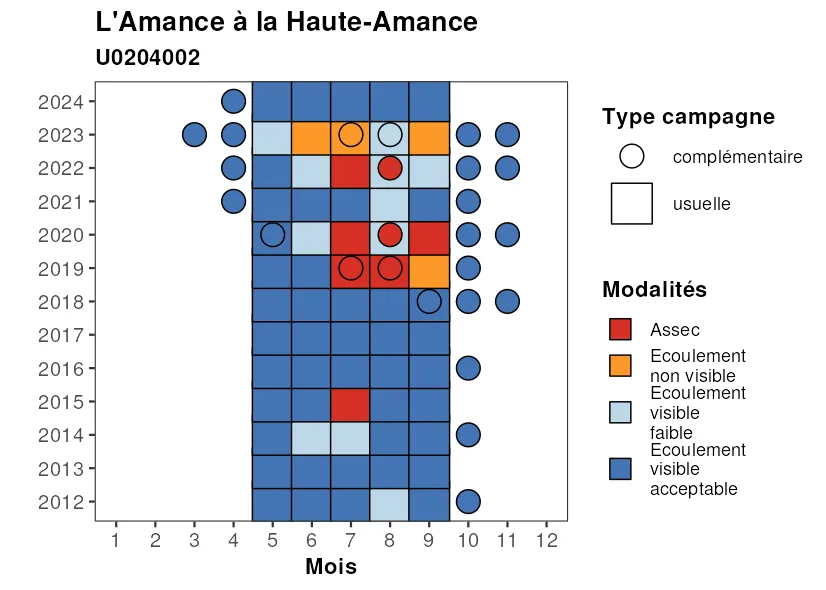 L'Amance à la Haute-Amance
U0204002
2024
2023
2022
2021
2020
2019
2018
2017
2016
2015
2014
2013
2012
1 2 3 4 5 6 7 8 9 10 11 12
Mois
Type campagne
complémentaire
usuelle
Modalités
Assec
Ecoulement
non visible
Ecoulement
visible
faible
Ecoulement
visible
acceptable